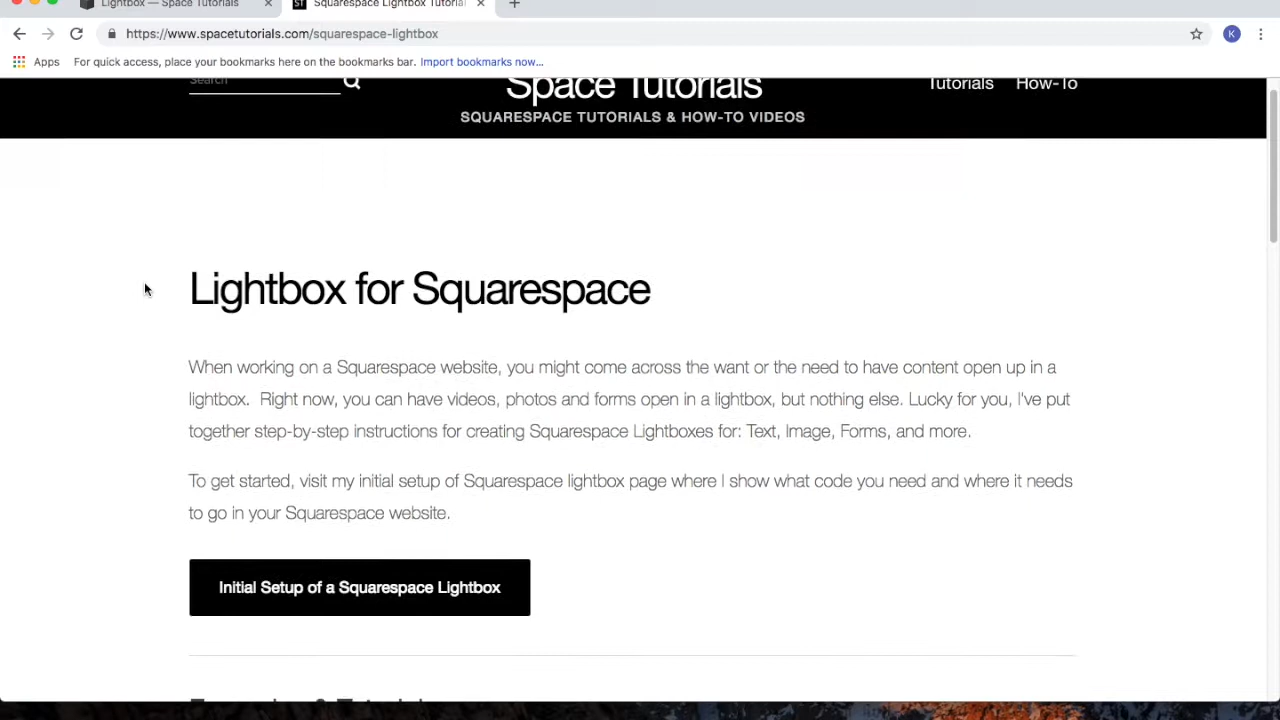 Lightbox — Space Tutorials
Squarespace Lightbox Tutorial
https://www.spacetutorials.com/squarespace-lightbox
K
Apps For quick access, place your bookmarks here on the bookmarks bar. Import bookmarks now...
Search
Space Tutorials
Tutorials How-To
SQUARESPACE TUTORIALS & HOW-TO VIDEOS
Lightbox for Squarespace
When working on a Squarespace website, you might come across the want or the need to have content open up in a
lightbox. Right now, you can have videos, photos and forms open in a lightbox, but nothing else. Lucky for you, I've put
together step-by-step instructions for creating Squarespace Lightboxes for: Text, Image, Forms, and more.
To get started, visit my initial setup of Squarespace lightbox page where I show what code you need and where it needs
to go in your Squarespace website.
Initial Setup of a Squarespace Lightbox